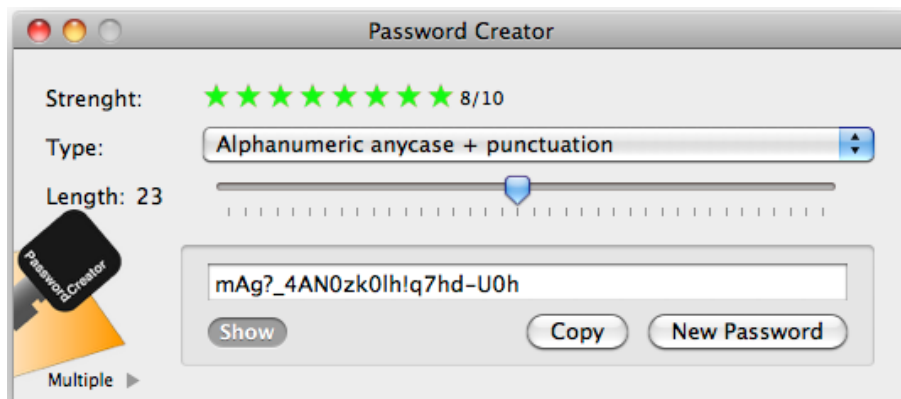 Password Creator
Strenght: 8/10
Type: Alphanumeric anycase + punctuation
Length: 23
Password Creator
mAg?_4AN0zk0lh!q7hd-U0h
Show Copy New Password
Multiple